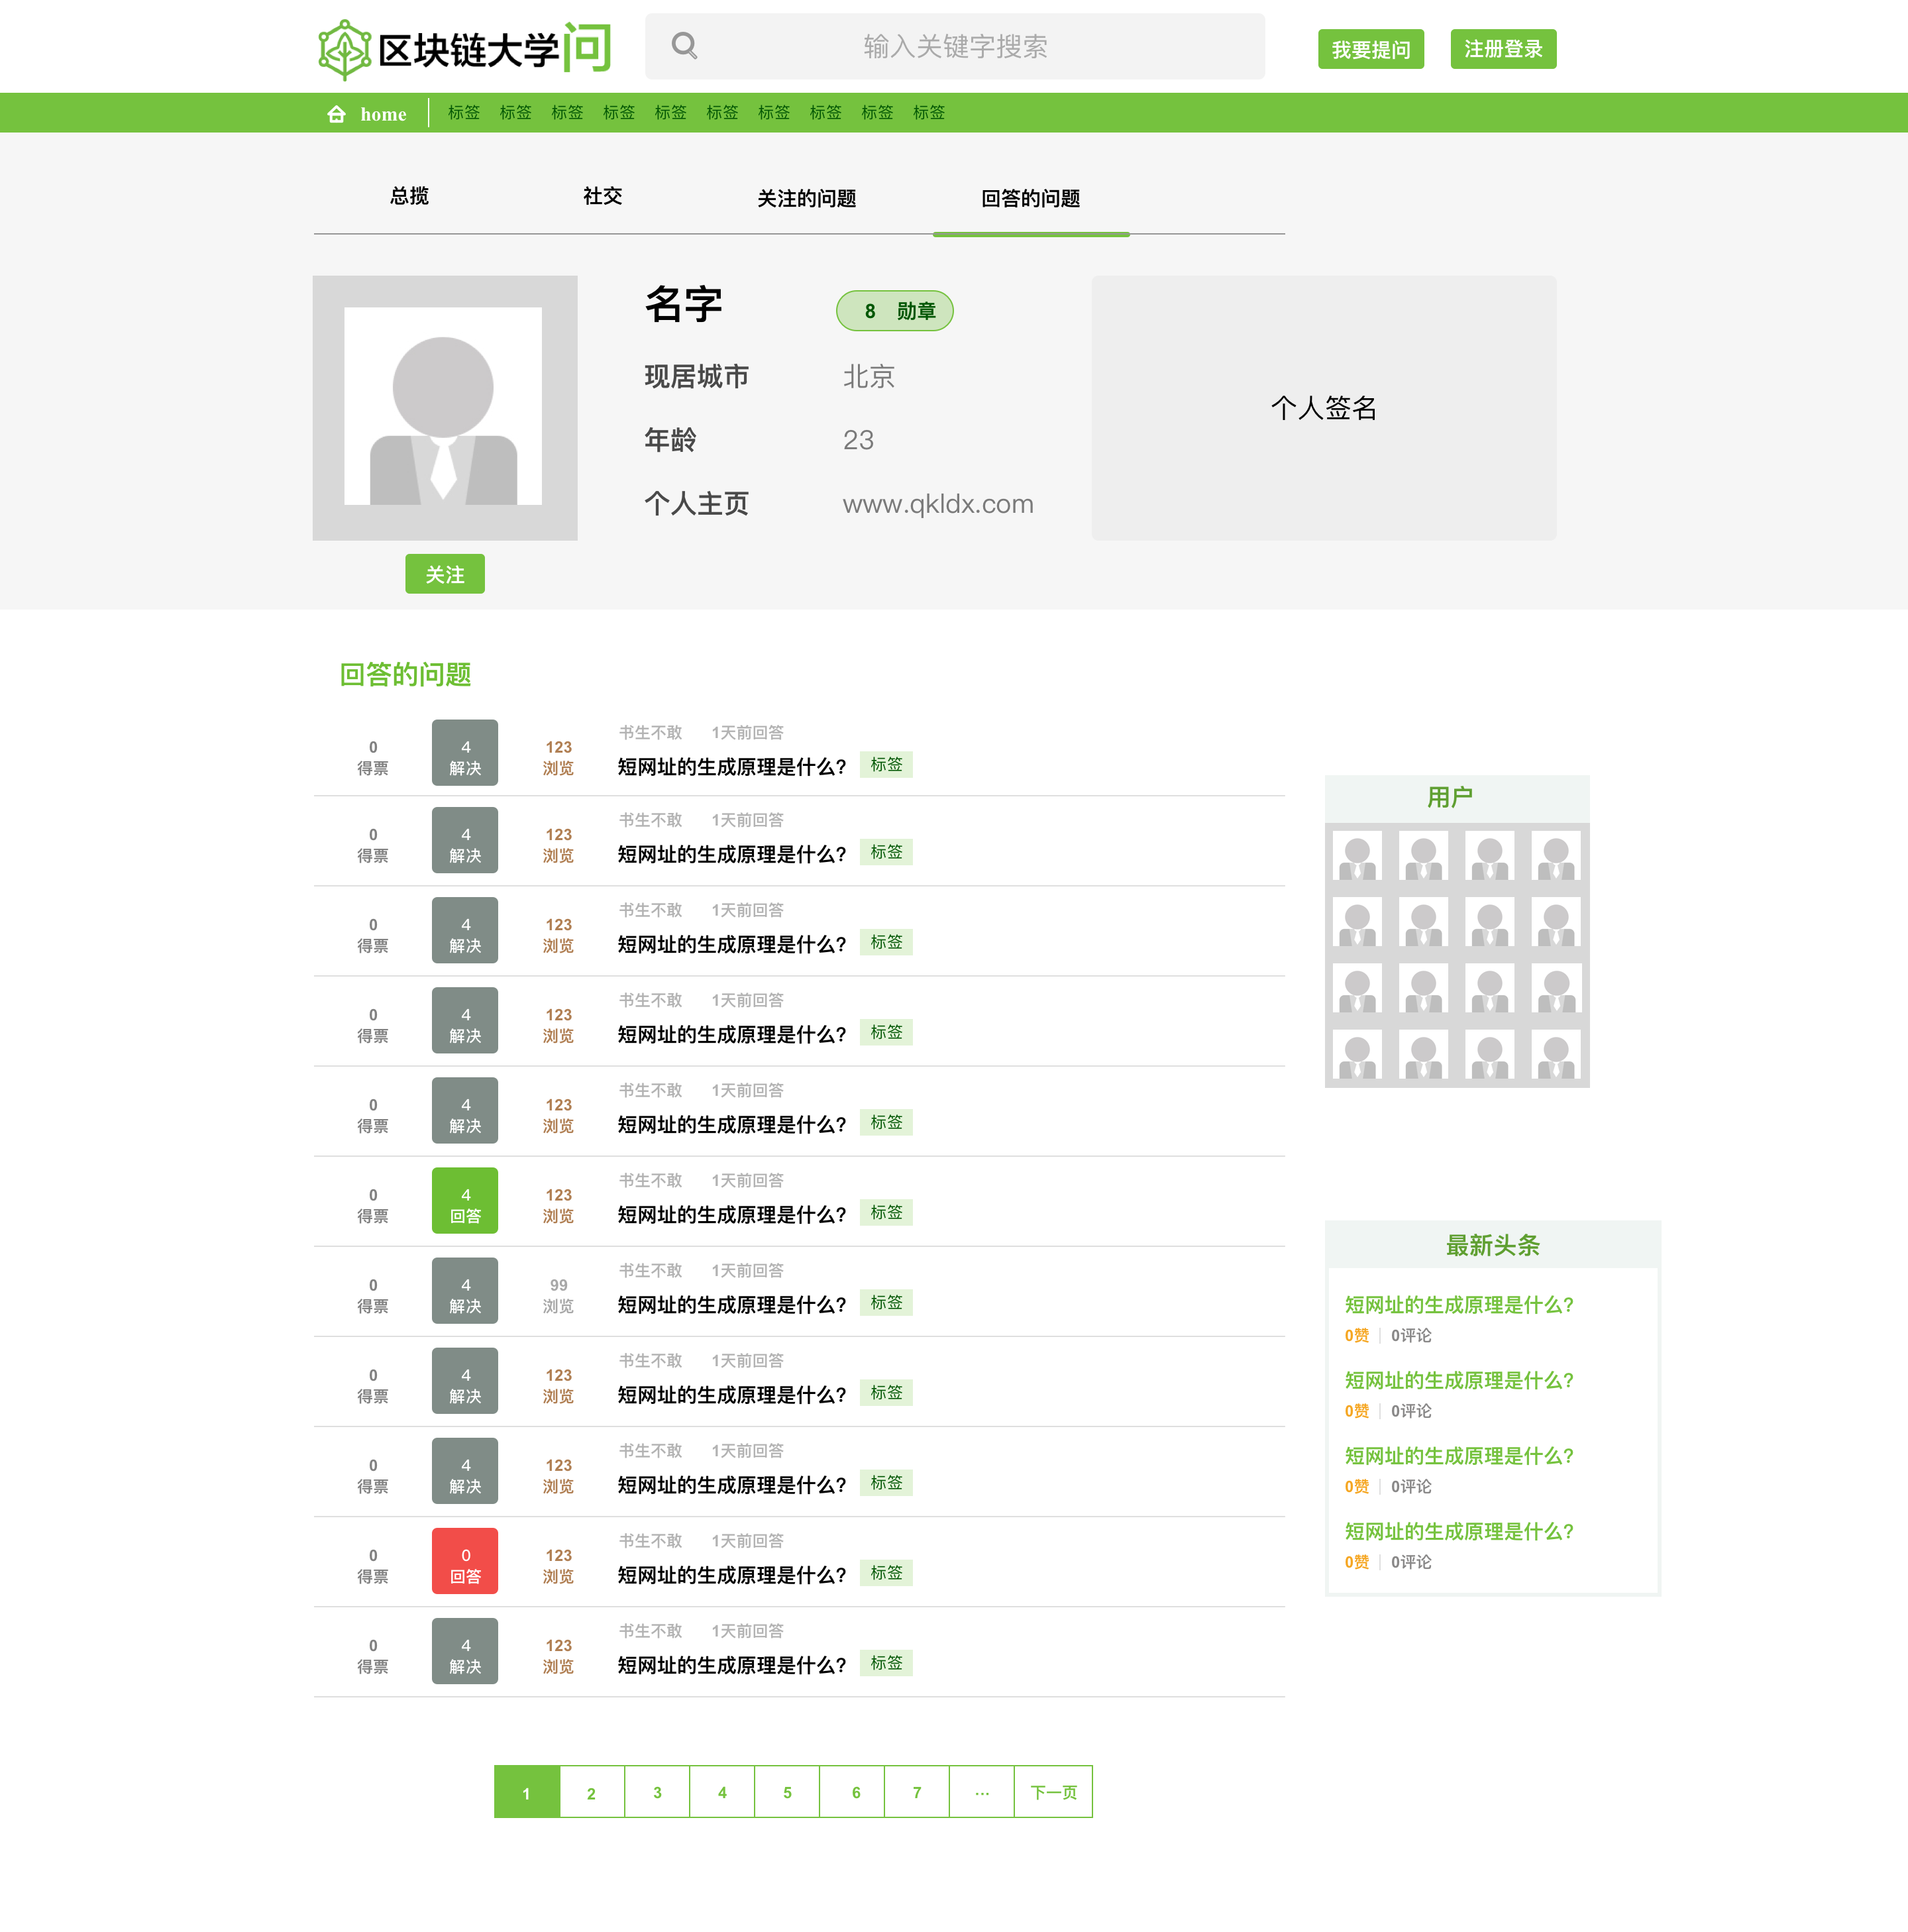 区块链大学问
输入关键字搜索
我要提问
注册登录
home 标签 标签 标签 标签 标签 标签 标签 标签 标签 标签
总揽 社交 关注的问题 回答的问题
名字 8 勋章
现居城市 北京
年龄 23
个人主页 www.qkldx.com
个人签名
关注
回答的问题
书生不敢 1天前回答
0 4 123
得票 解决 浏览
短网址的生成原理是什么? 标签
书生不敢 1天前回答
0 4 123
得票 解决 浏览
短网址的生成原理是什么? 标签
书生不敢 1天前回答
0 4 123
得票 解决 浏览
短网址的生成原理是什么? 标签
书生不敢 1天前回答
0 4 123
得票 解决 浏览
短网址的生成原理是什么? 标签
书生不敢 1天前回答
0 4 123
得票 解决 浏览
短网址的生成原理是什么? 标签
书生不敢 1天前回答
0 4 123
得票 回答 浏览
短网址的生成原理是什么? 标签
书生不敢 1天前回答
0 4 99
得票 解决 浏览
短网址的生成原理是什么? 标签
书生不敢 1天前回答
0 4 123
得票 解决 浏览
短网址的生成原理是什么? 标签
书生不敢 1天前回答
0 4 123
得票 解决 浏览
短网址的生成原理是什么? 标签
书生不敢 1天前回答
0 0 123
得票 回答 浏览
短网址的生成原理是什么? 标签
书生不敢 1天前回答
0 4 123
得票 解决 浏览
短网址的生成原理是什么? 标签
用户
最新头条
短网址的生成原理是什么?
0赞 | 0评论
短网址的生成原理是什么?
0赞 | 0评论
短网址的生成原理是什么?
0赞 | 0评论
短网址的生成原理是什么?
0赞 | 0评论
1 2 3 4 5 6 7 ... 下一页